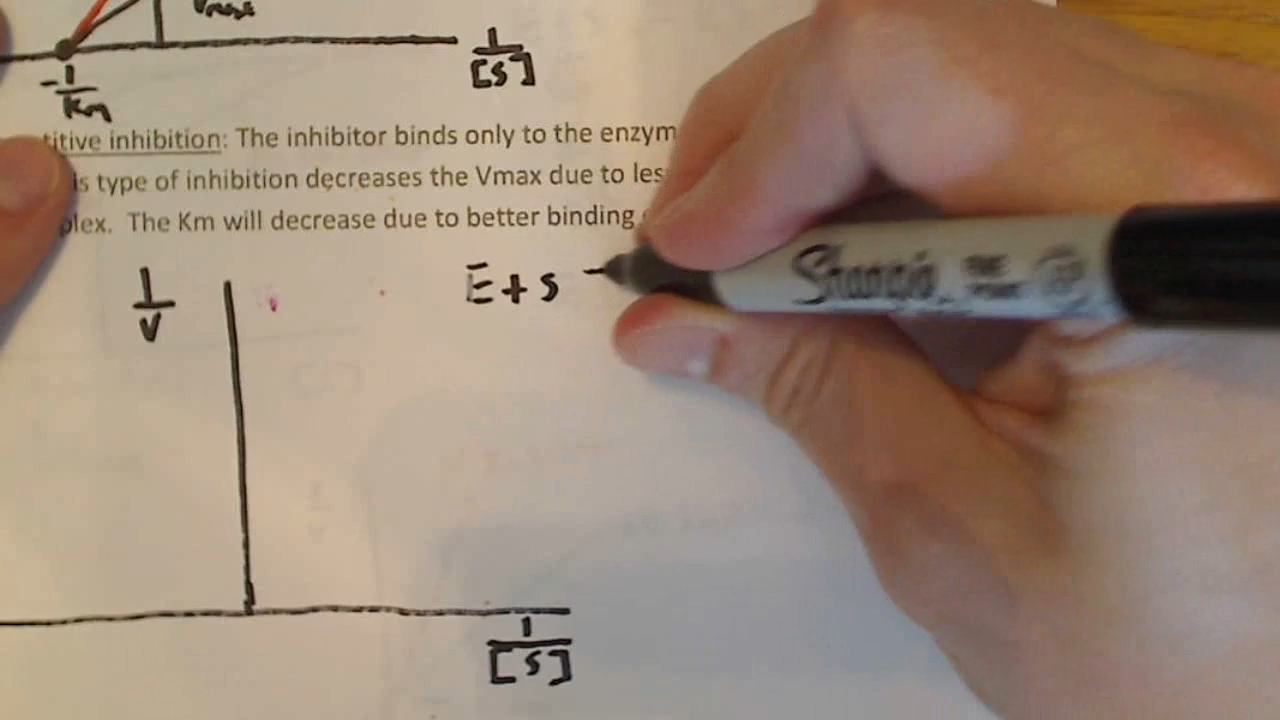 Vmax
1
[S]
-1
Km
titive inhibition: The inhibitor binds only to the enzym
is type of inhibition decreases the Vmax due to les
plex. The Km will decrease due to better binding
1
V
E+S
Sharpie
1
[S]